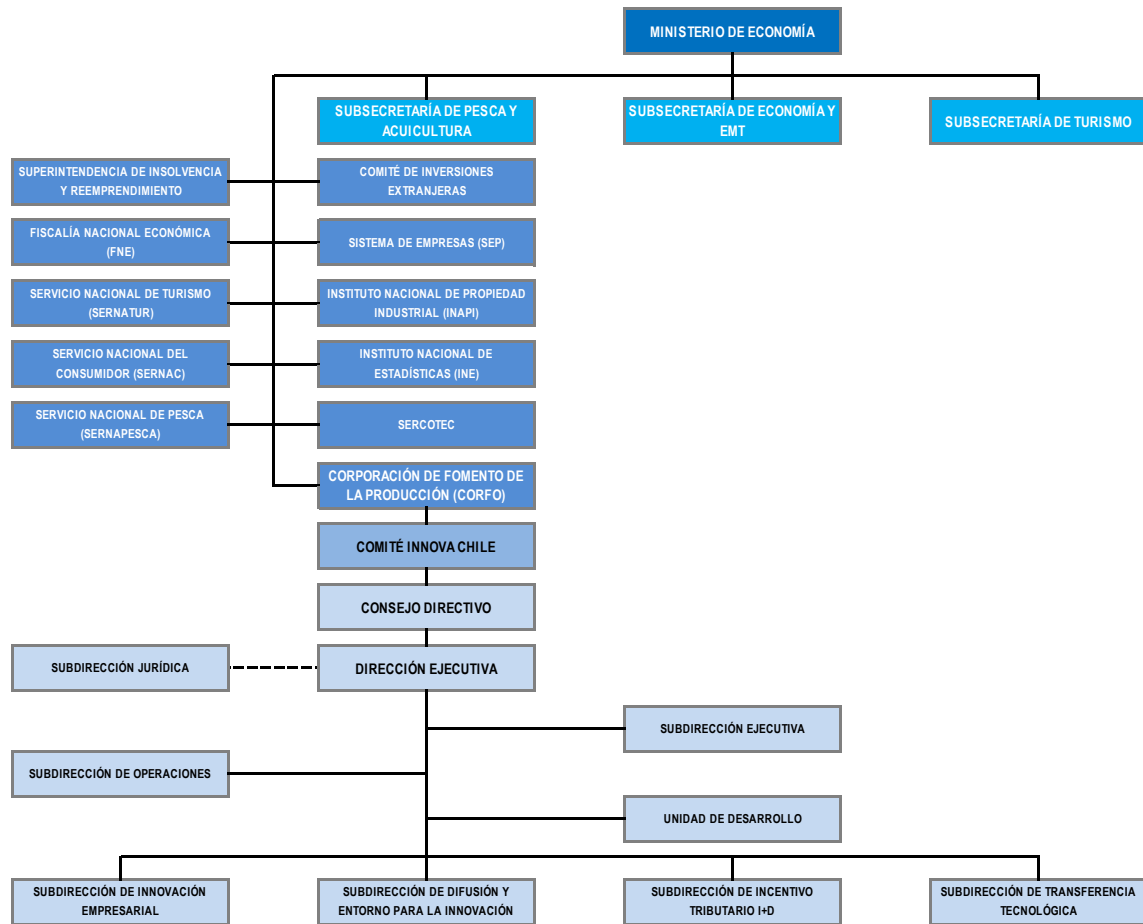 MINISTERIO DE ECONOMÍA
SUBSECRETARÍA DE PESCA Y
ACUICULTURA
SUBSECRETARÍA DE ECONOMÍA Y
EMT
SUBSECRETARÍA DE TURISMO
SUPERINTENDENCIA DE INSOLVENCIA
Y REEMPRENDIMIENTO
COMITÉ DE INVERSIONES
EXTRANJERAS
FISCALÍA NACIONAL ECONÓMICA
(FNE)
SISTEMA DE EMPRESAS (SEP)
SERVICIO NACIONAL DE TURISMO
(SERNATUR)
INSTITUTO NACIONAL DE PROPIEDAD
INDUSTRIAL (INAPI)
SERVICIO NACIONAL DEL
CONSUMIDOR (SERNAC)
INSTITUTO NACIONAL DE
ESTADÍSTICAS (INE)
SERVICIO NACIONAL DE PESCA
(SERNAPESCA)
SERCOTEC
CORPORACIÓN DE FOMENTO DE
LA PRODUCCIÓN (CORFO)
COMITÉ INNOVA CHILE
CONSEJO DIRECTIVO
SUBDIRECCIÓN JURÍDICA
DIRECCIÓN EJECUTIVA
SUBDIRECCIÓN EJECUTIVA
SUBDIRECCIÓN DE OPERACIONES
UNIDAD DE DESARROLLO
SUBDIRECCIÓN DE INNOVACIÓN
EMPRESARIAL
SUBDIRECCIÓN DE DIFUSIÓN Y
ENTORNO PARA LA INNOVACIÓN
SUBDIRECCIÓN DE INCENTIVO
TRIBUTARIO I+D
SUBDIRECCIÓN DE TRANSFERENCIA
TECNOLÓGICA